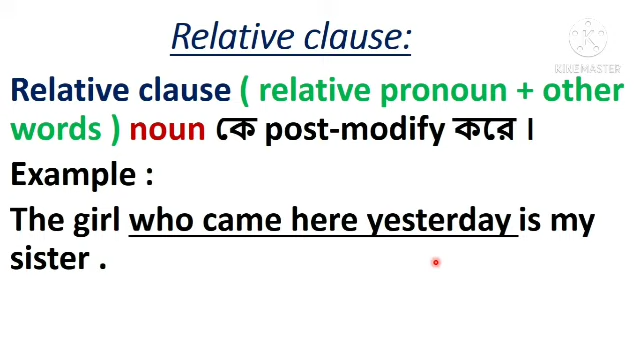 Relative clause:
KINEMASTER
Relative clause ( relative pronoun + other
words ) noun কে post-modify করে ।
Example :
The girl who came here yesterday is my
sister .